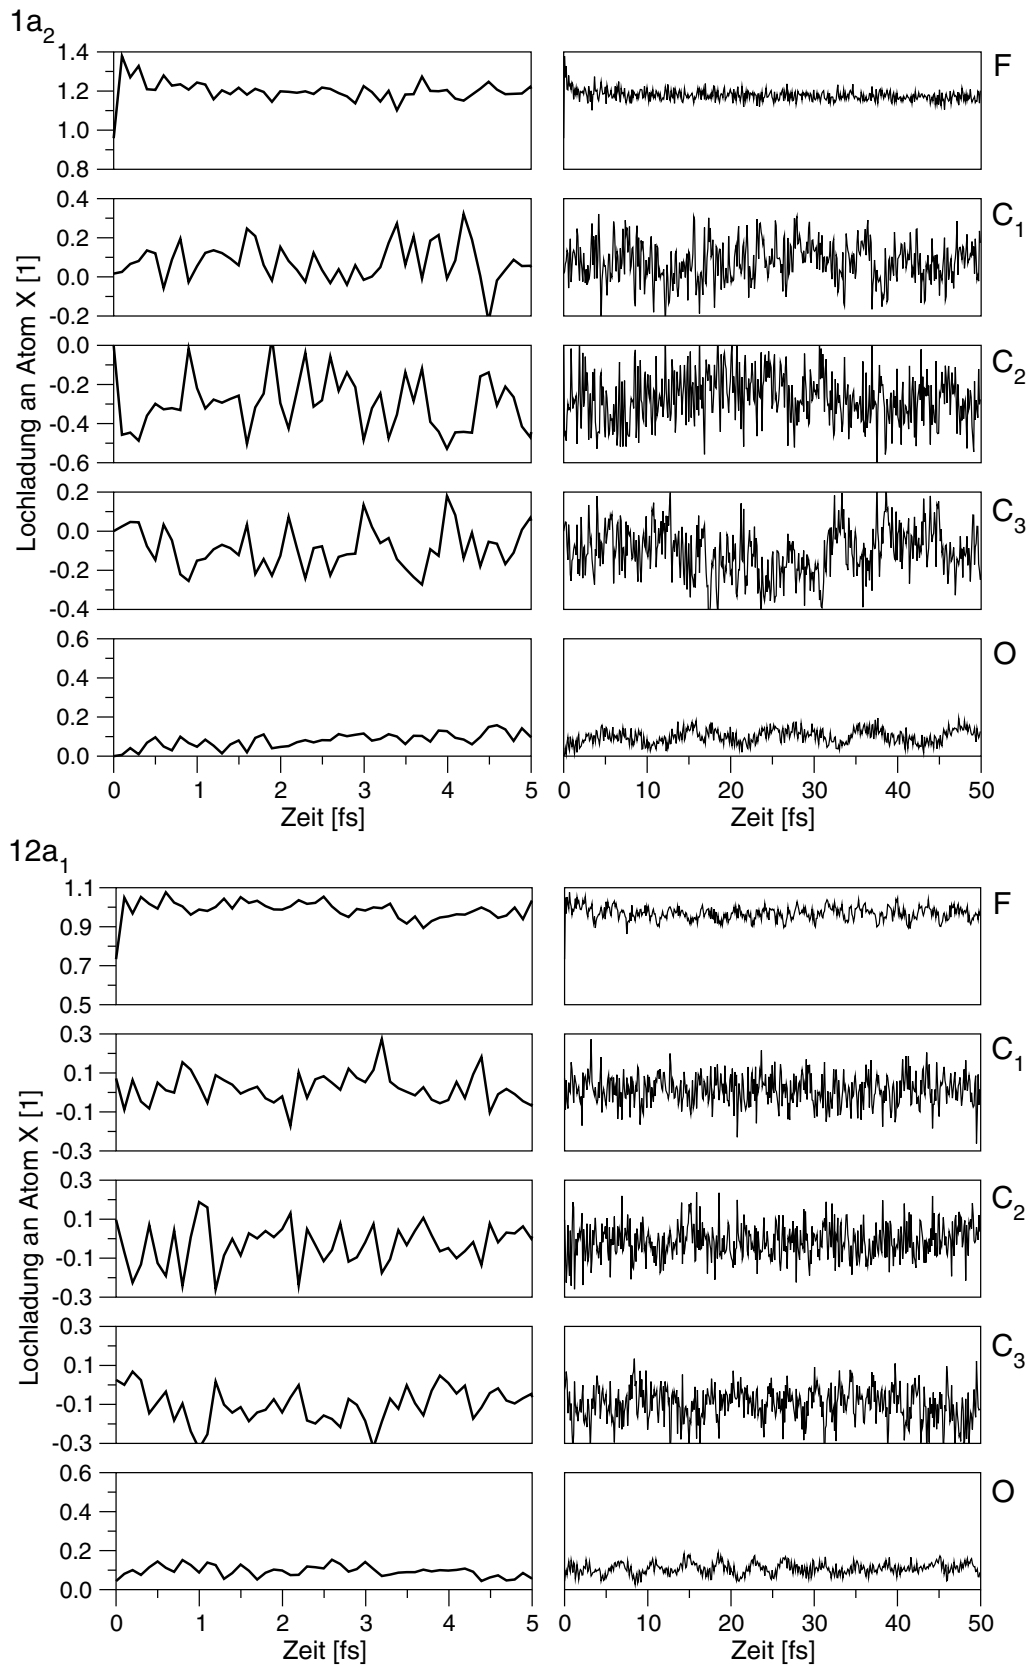 1a2
1.4
1.2
1.0
0.8
F
0.4
0.2
0.0
-0.2
C1
0.0
-0.2
-0.4
-0.6
C2
0.2
0.0
-0.2
-0.4
C3
0.6
0.4
0.2
0.0
O
Lochladung an Atom X [1]
0 1 2 3 4 5
0 10 20 30 40 50
Zeit [fs]
Zeit [fs]
12a1
1.1
0.9
0.7
0.5
F
0.3
0.1
-0.1
-0.3
C1
0.3
0.1
-0.1
-0.3
C2
0.3
0.1
-0.1
-0.3
C3
0.6
0.4
0.2
0.0
O
Lochladung an Atom X [1]
0 1 2 3 4 5
0 10 20 30 40 50
Zeit [fs]
Zeit [fs]